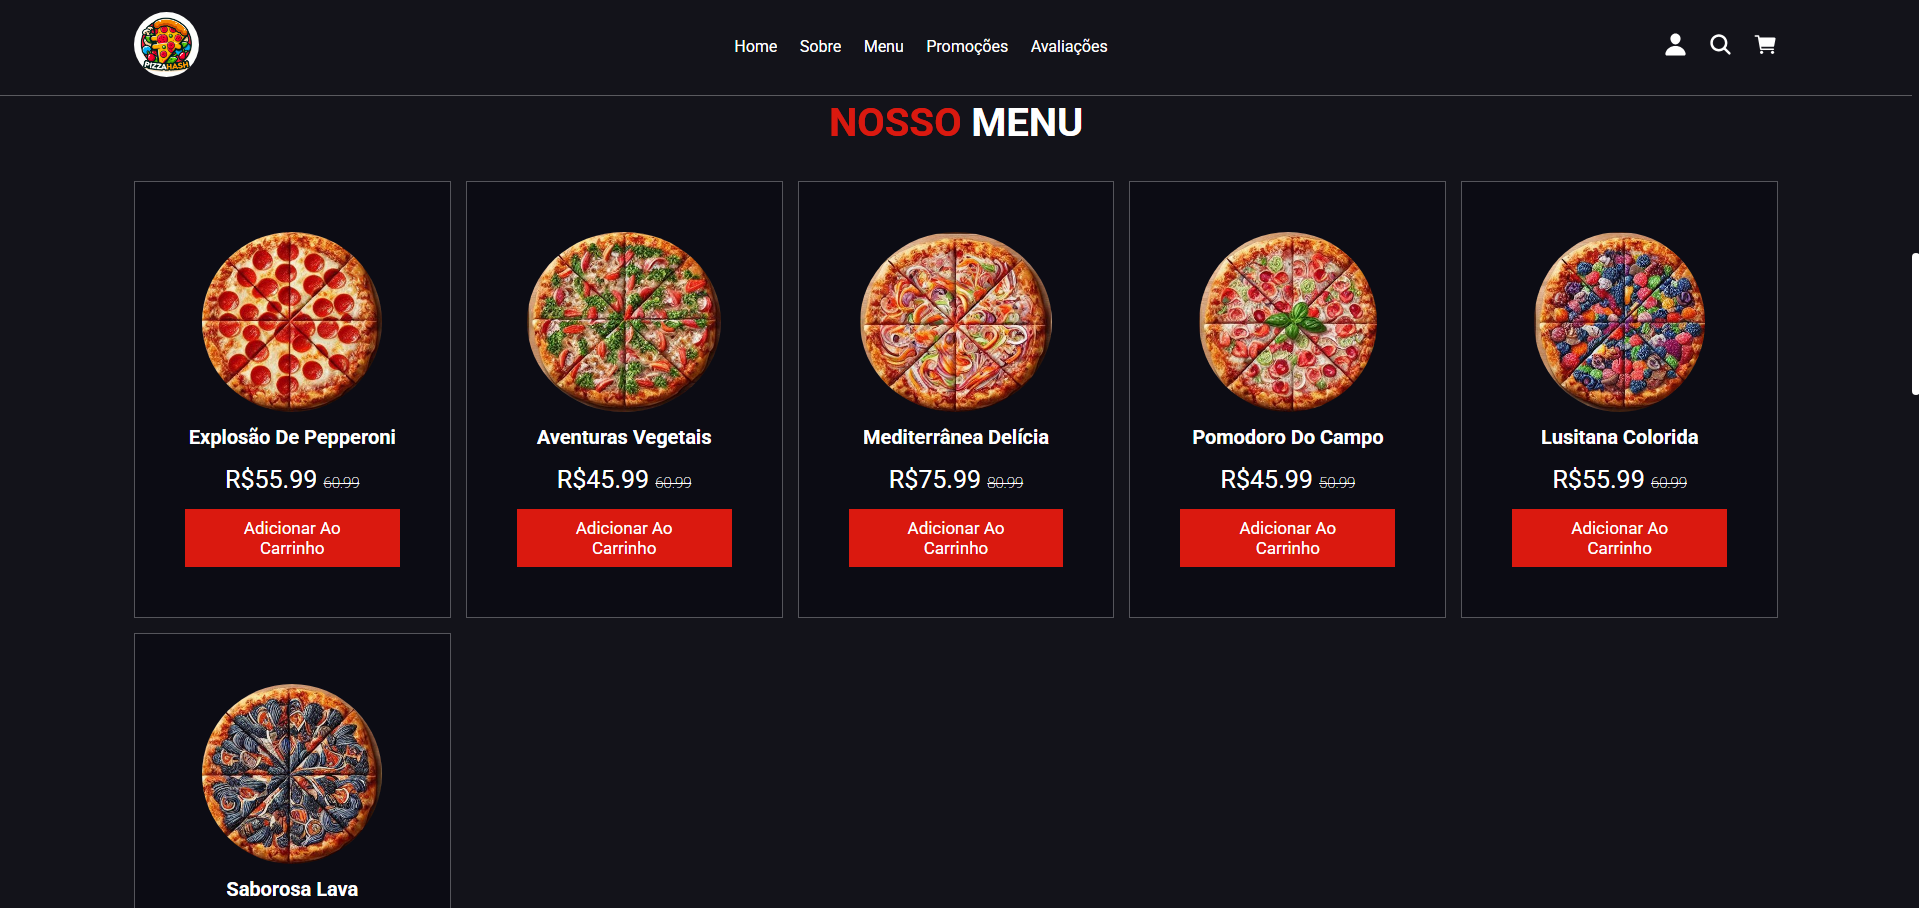 PIZZAHASH
Home Sobre Menu Promoções Avaliações
NOSSO MENU
Explosão De Pepperoni
R$55.99 60.99
Adicionar Ao
Carrinho
Aventuras Vegetais
R$45.99 60.99
Adicionar Ao
Carrinho
Mediterrânea Delícia
R$75.99 80.99
Adicionar Ao
Carrinho
Pomodoro Do Campo
R$45.99 50.99
Adicionar Ao
Carrinho
Lusitana Colorida
R$55.99 60.99
Adicionar Ao
Carrinho
Saborosa Lava